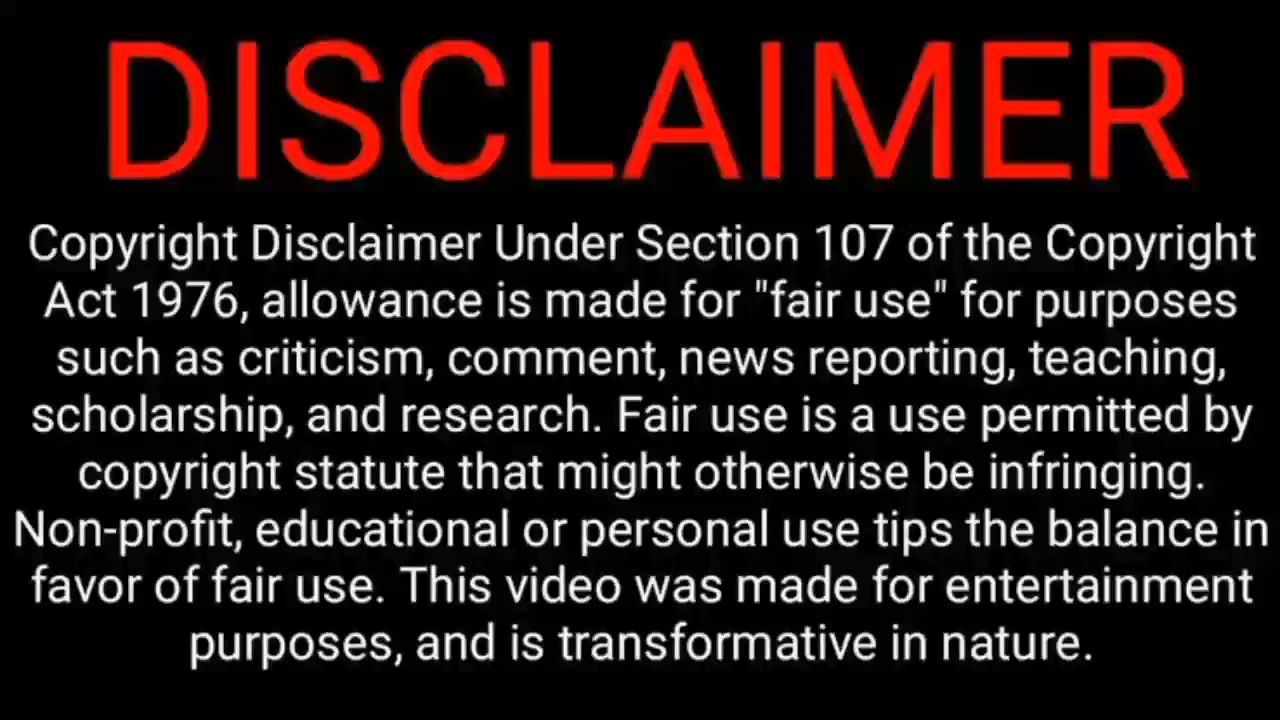 DISCLAIMER
Copyright Disclaimer Under Section 107 of the Copyright
Act 1976, allowance is made for "fair use" for purposes
such as criticism, comment, news reporting, teaching,
scholarship, and research. Fair use is a use permitted by
copyright statute that might otherwise be infringing.
Non-profit, educational or personal use tips the balance in
favor of fair use. This video was made for entertainment
purposes, and is transformative in nature.